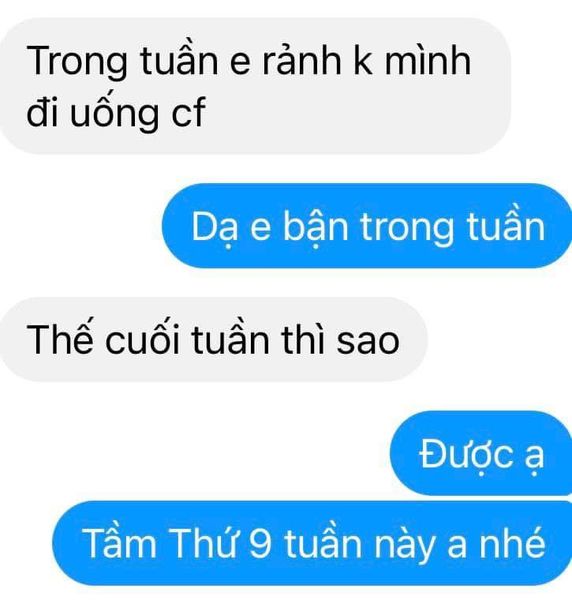 Trong tuần e rảnh k mình
đi uống cf
Dạ e bận trong tuần
Thế cuối tuần thì sao
Được ạ
Tầm Thứ 9 tuần này a nhé